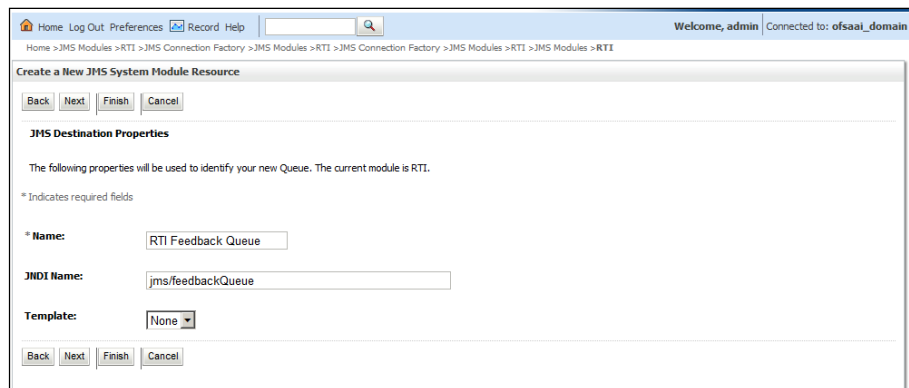 Home Log Out Preferences Record Help Welcome, admin Connected to: ofsaai_domain
Home >JMS Modules >RTI >JMS Connection Factory >JMS Modules >RTI >JMS Connection Factory >JMS Modules >RTI >JMS Modules >RTI
Create a New JMS System Module Resource
Back Next Finish Cancel
JMS Destination Properties
The following properties will be used to identify your new Queue. The current module is RTI.
* Indicates required fields
* Name: RTI Feedback Queue
JNDI Name: jms/feedbackQueue
Template: None
Back Next Finish Cancel